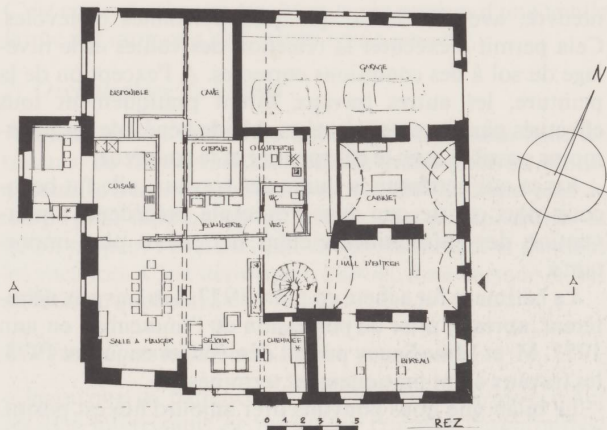 N
GARAGE
DISPONIBLE
CAVE
CITERNE
CHAUFFERIE
CUISINE
CABINET
WC
BUANDERIE
VEST.
HALL D'ENTREE
A
A
SALLE A MANGER
SEJOUR
CHEMINEE
BUREAU
0 1 2 3 4 5
REZ